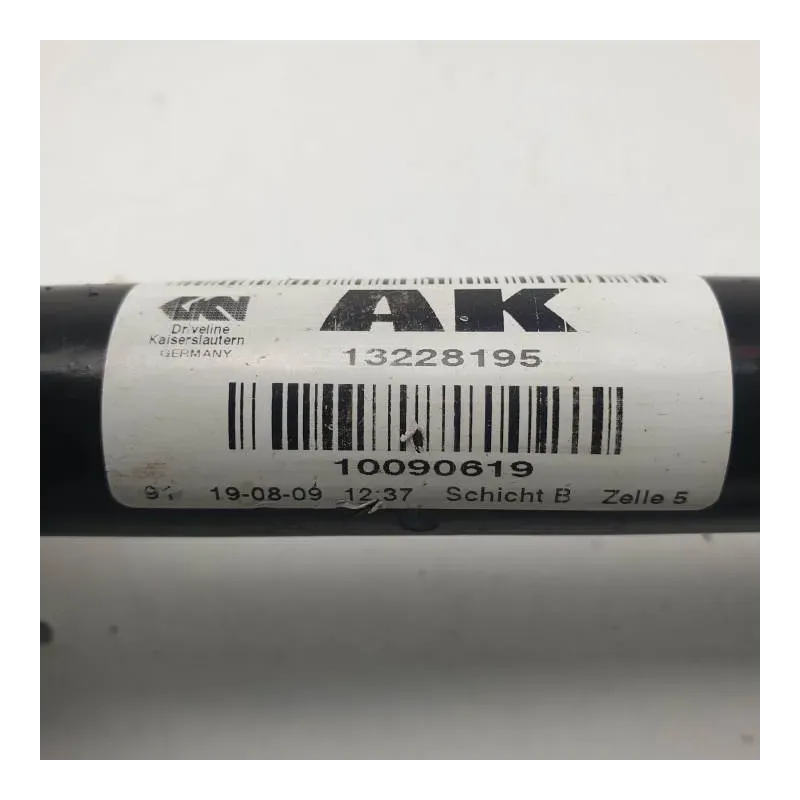 GKN
AK
Driveline
Kaiserslautern
GERMANY
13228195
10090619
19-08-09 12:37 Schicht B Zelle 5